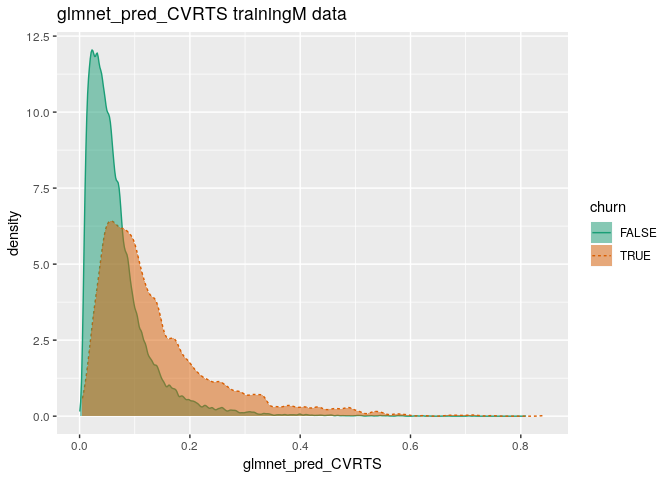 glmnet_pred_CVRTS trainingM data
12.5
10.0
7.5
5.0
2.5
0.0
density
0.0 0.2 0.4 0.6 0.8
glmnet_pred_CVRTS
churn
FALSE
TRUE